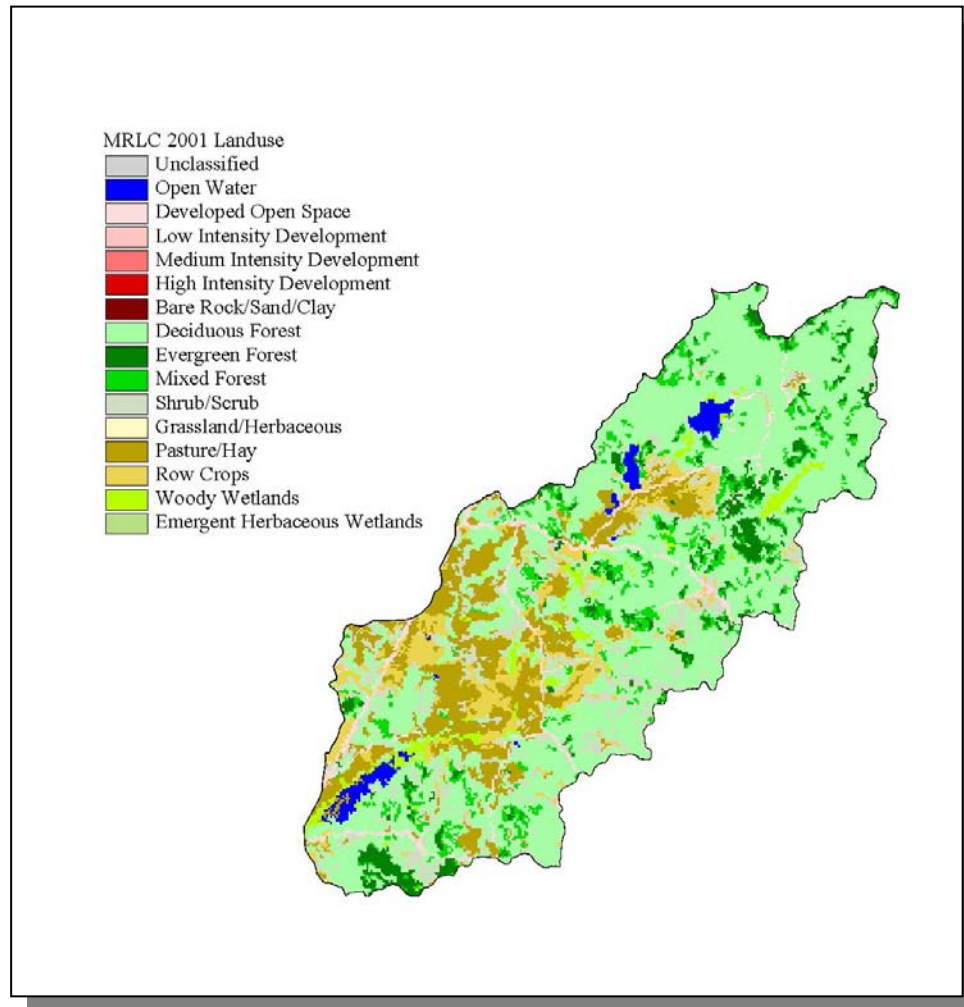 MRLC 2001 Landuse
Unclassified
Open Water
Developed Open Space
Low Intensity Development
Medium Intensity Development
High Intensity Development
Bare Rock/Sand/Clay
Deciduous Forest
Evergreen Forest
Mixed Forest
Shrub/Scrub
Grassland/Herbaceous
Pasture/Hay
Row Crops
Woody Wetlands
Emergent Herbaceous Wetlands